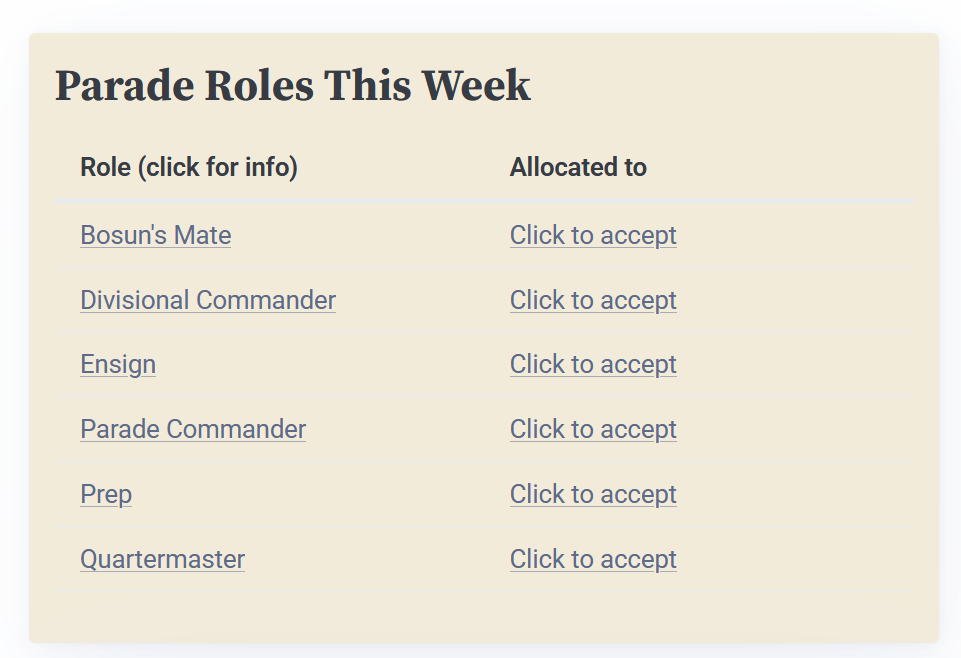 Parade Roles This Week
Role (click for info) Allocated to
Bosun's Mate Click to accept
Divisional Commander Click to accept
Ensign Click to accept
Parade Commander Click to accept
Prep Click to accept
Quartermaster Click to accept